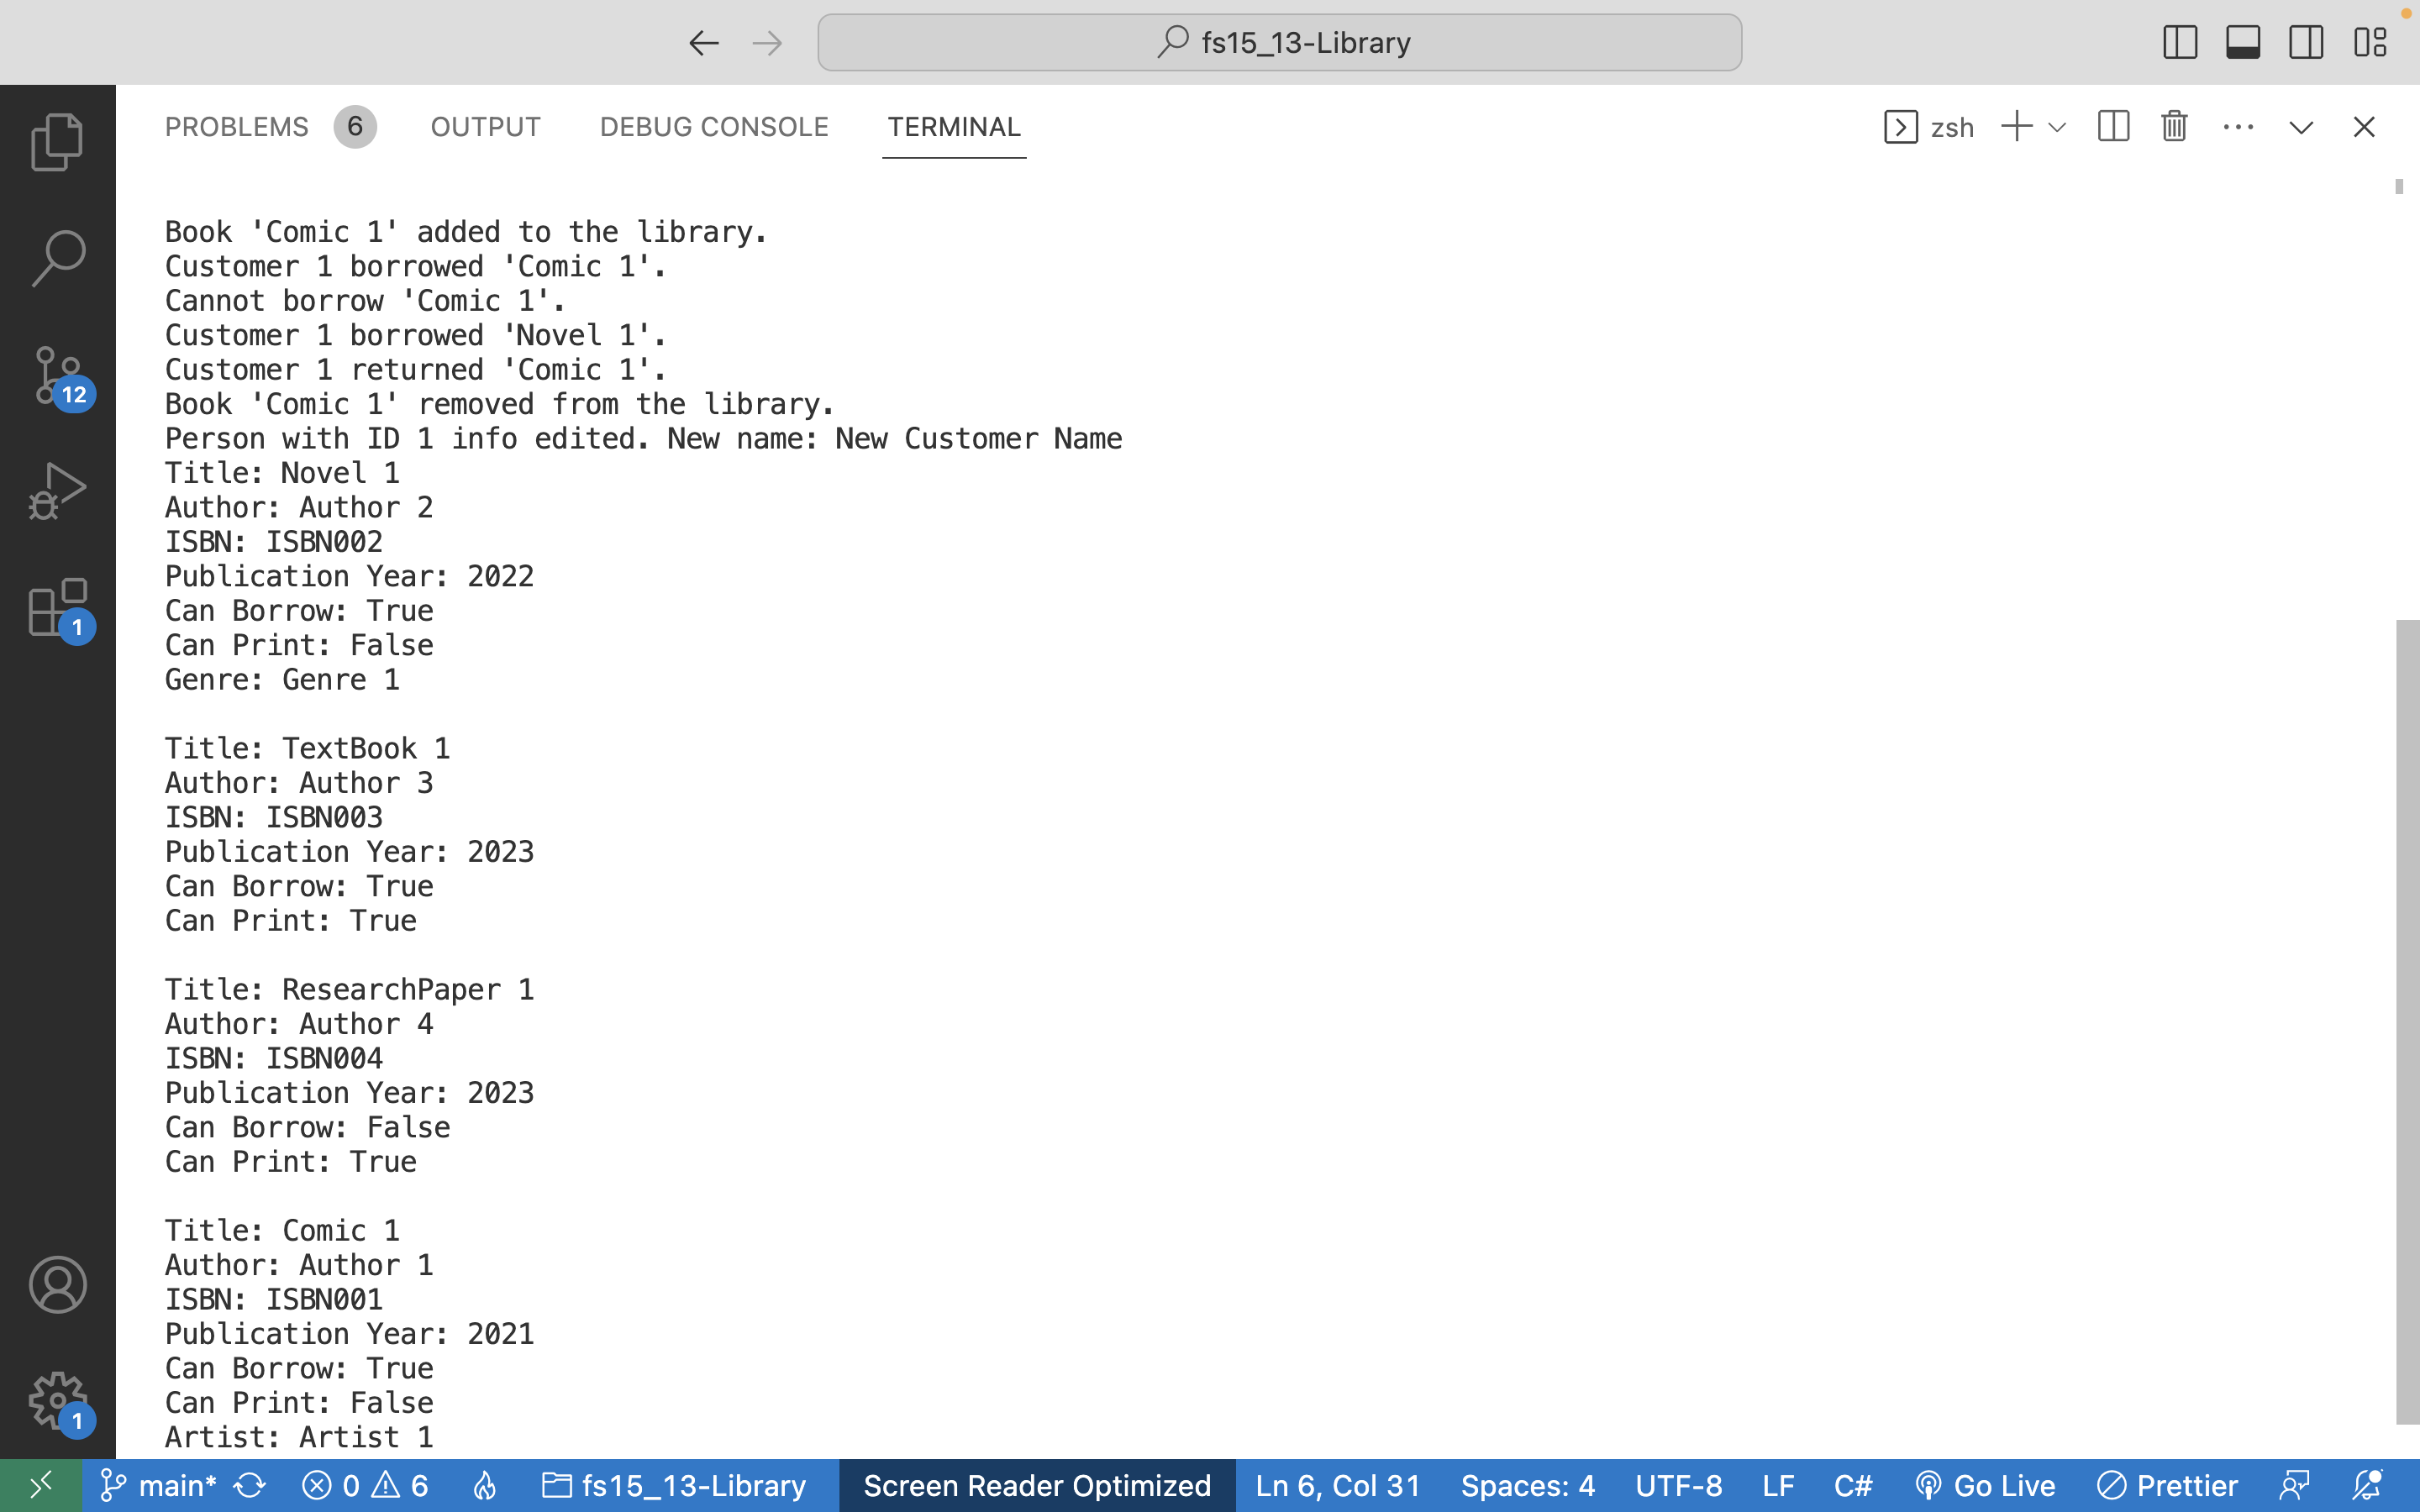 fs15_13-Library
PROBLEMS 6 OUTPUT DEBUG CONSOLE TERMINAL zsh
Book 'Comic 1' added to the library.
Customer 1 borrowed 'Comic 1'.
Cannot borrow 'Comic 1'.
Customer 1 borrowed 'Novel 1'.
Customer 1 returned 'Comic 1'.
Book 'Comic 1' removed from the library.
Person with ID 1 info edited. New name: New Customer Name
Title: Novel 1
Author: Author 2
ISBN: ISBN002
Publication Year: 2022
Can Borrow: True
Can Print: False
Genre: Genre 1
Title: TextBook 1
Author: Author 3
ISBN: ISBN003
Publication Year: 2023
Can Borrow: True
Can Print: True
Title: ResearchPaper 1
Author: Author 4
ISBN: ISBN004
Publication Year: 2023
Can Borrow: False
Can Print: True
Title: Comic 1
Author: Author 1
ISBN: ISBN001
Publication Year: 2021
Can Borrow: True
Can Print: False
Artist: Artist 1
12
1
1
main* 0 6 fs15_13-Library Screen Reader Optimized Ln 6, Col 31 Spaces: 4 UTF-8 LF C# Go Live Prettier